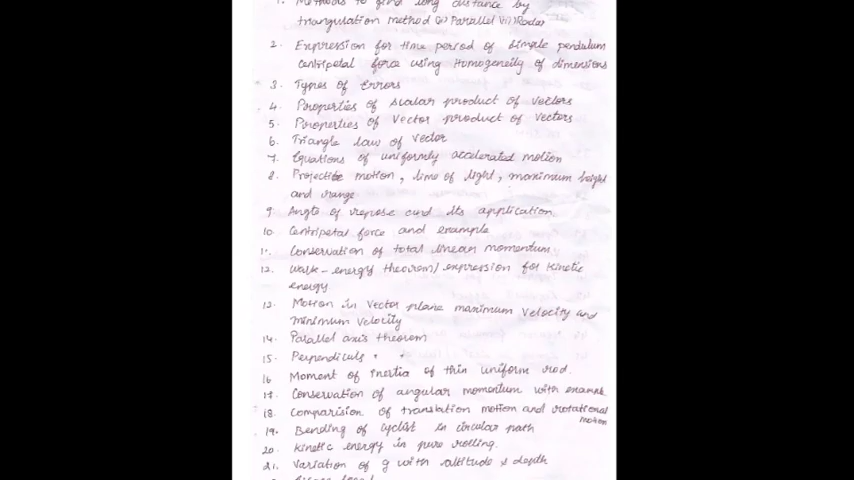 1. Methods to find long distance by
triangulation method (ii) Parallel (iii) Radar
2. Expression for time period of simple pendulum
centripetal force using Homogeneity of dimensions
3. Types of Errors
4. Properties of scalar product of vectors
5. Properties of vector product of vectors
6. Triangle law of vector
7. Equations of uniformly accelerated motion
8. Projectile motion, time of flight, maximum height
and range
9. Angle of repose and its application
10. Centripetal force and example
11. Conservation of total linear momentum
12. Work-energy theorem/expression for kinetic
energy
13. Motion in vector plane maximum velocity and
minimum velocity
14. Parallel axis theorem
15. Perpendiculs " "
16 Moment of inertia of thin uniform rod.
17. Conservation of angular momentum with example
18. Comparision of translation motion and rotational
motion
19. Bending of cyclist in circular path
20. Kinetic energy in pure rolling.
21. Variation of g with altitude & depth